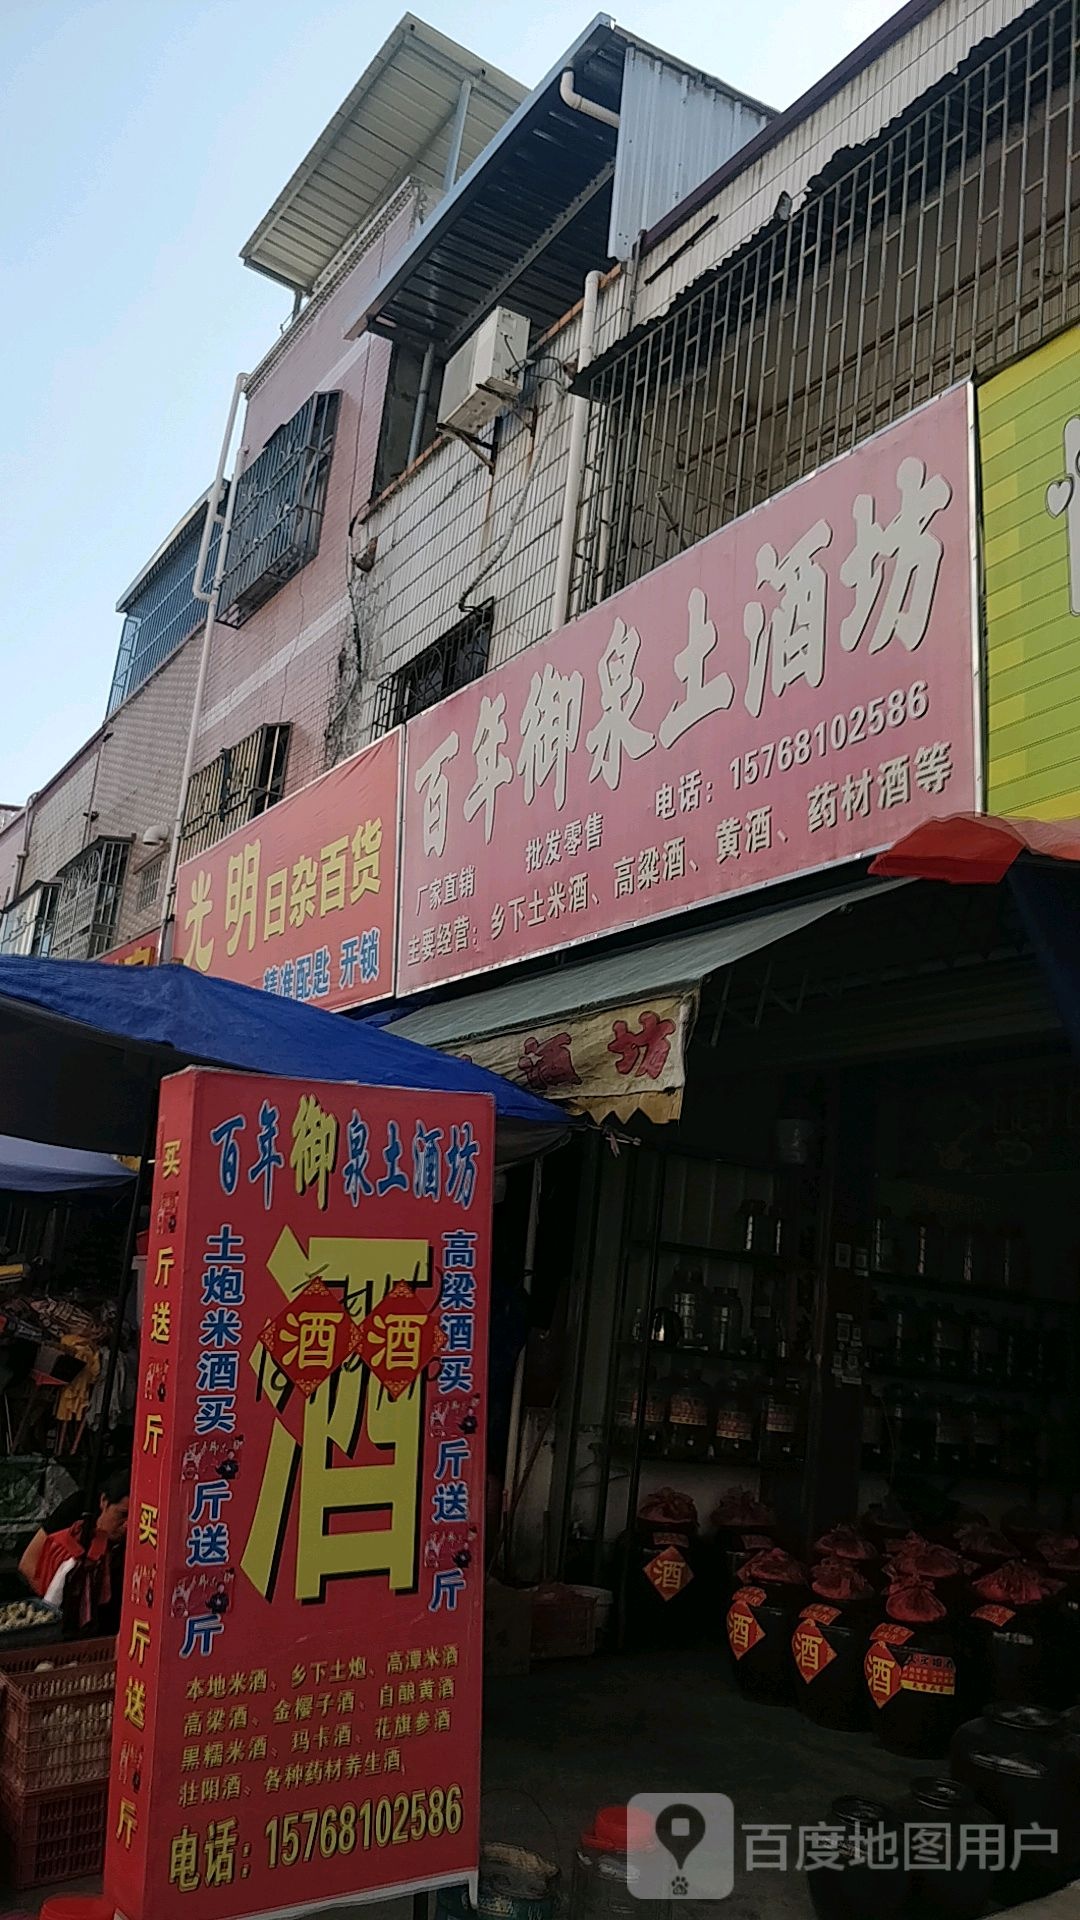 百年御泉土酒坊
厂家直销 批发零售 电话：15768102586
主要经营：乡下土米酒、高粱酒、黄酒、药材酒等
光明日杂百货
精准配匙 开锁
酒坊
百年御泉土酒坊
土炮米酒买 斤送 斤
酒
酒 酒
高梁酒买 斤送 斤
买 斤送 斤 买 斤送 斤
本地米酒、乡下土炮、高潭米酒
高梁酒、金樱子酒、自酿黄酒
黑糯米酒、玛卡酒、花旗参酒
壮阳酒、各种药材养生酒
电话：15768102586
酒
酒
酒
酒
百度地图用户